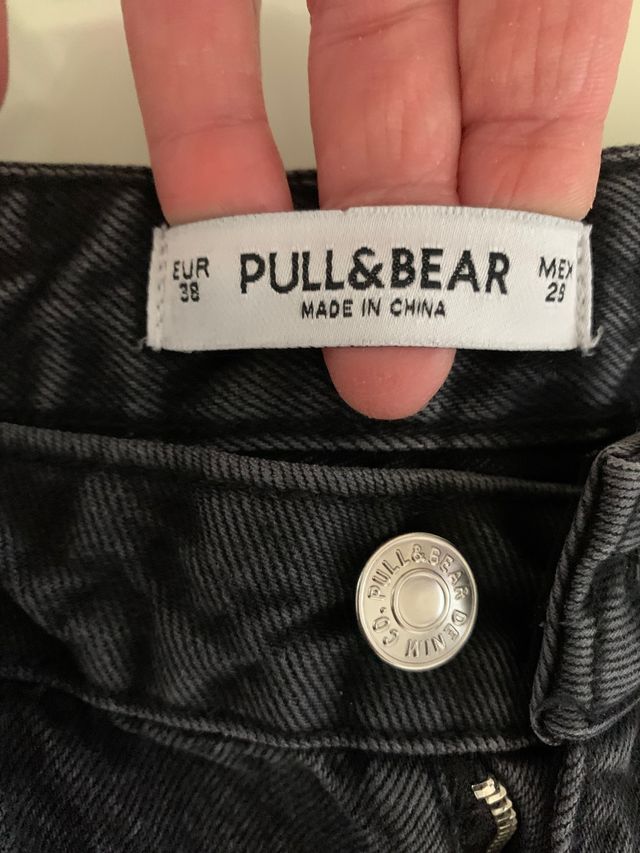 EUR
38
PULL&BEAR
MADE IN CHINA
MEX
29
PULL&BEAR DENIM CO.